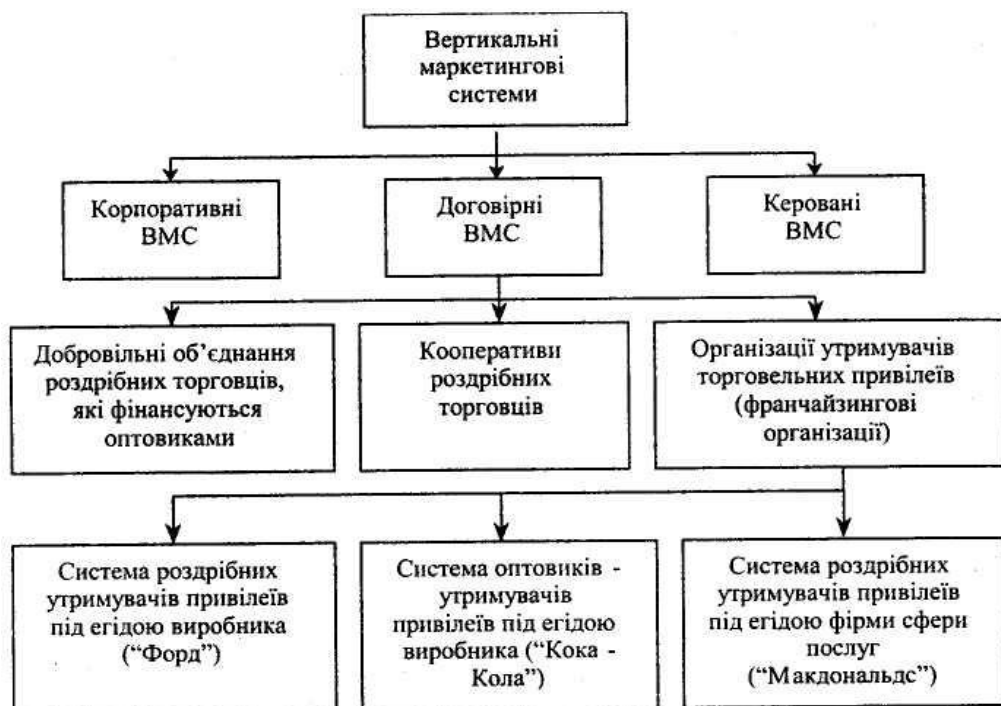 Вертикальні
маркетингові
системи
Корпоративні
ВМС
Договірні
ВМС
Керовані
ВМС
Добровільні об’єднання
роздрібних торговців,
які фінансуються
оптовиками
Кооперативи
роздрібних
торговців
Організації утримувачів
торговельних привілеїв
(франчайзингові
організації)
Система роздрібних
утримувачів привілеїв
під егідою виробника
(“Форд”)
Система оптовиків -
утримувачів
привілеїв під егідою
виробника (“Кока -
Кола”)
Система роздрібних
утримувачів привілеїв
під егідою фірми сфери
послуг
(“Макдональдс”)